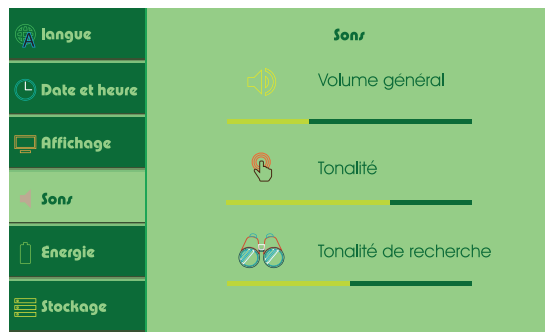 langue
Date et heure
Affichage
Sons
Energie
Stockage
Sons
Volume général
Tonalité
Tonalité de recherche